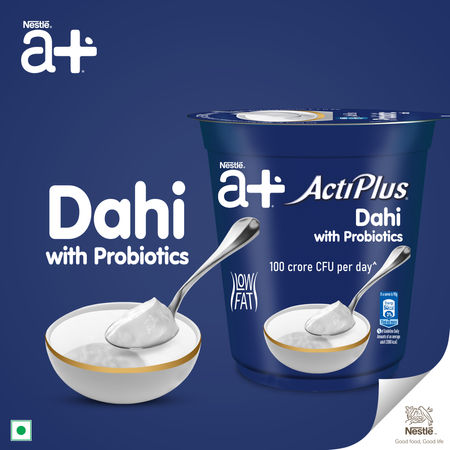 Nestlé
a+
Dahi
with Probiotics
Nestlé
a+ ActiPlus
Dahi
with Probiotics
100 crore CFU per day^
LOW
FAT
Nestlé
Good food, Good life